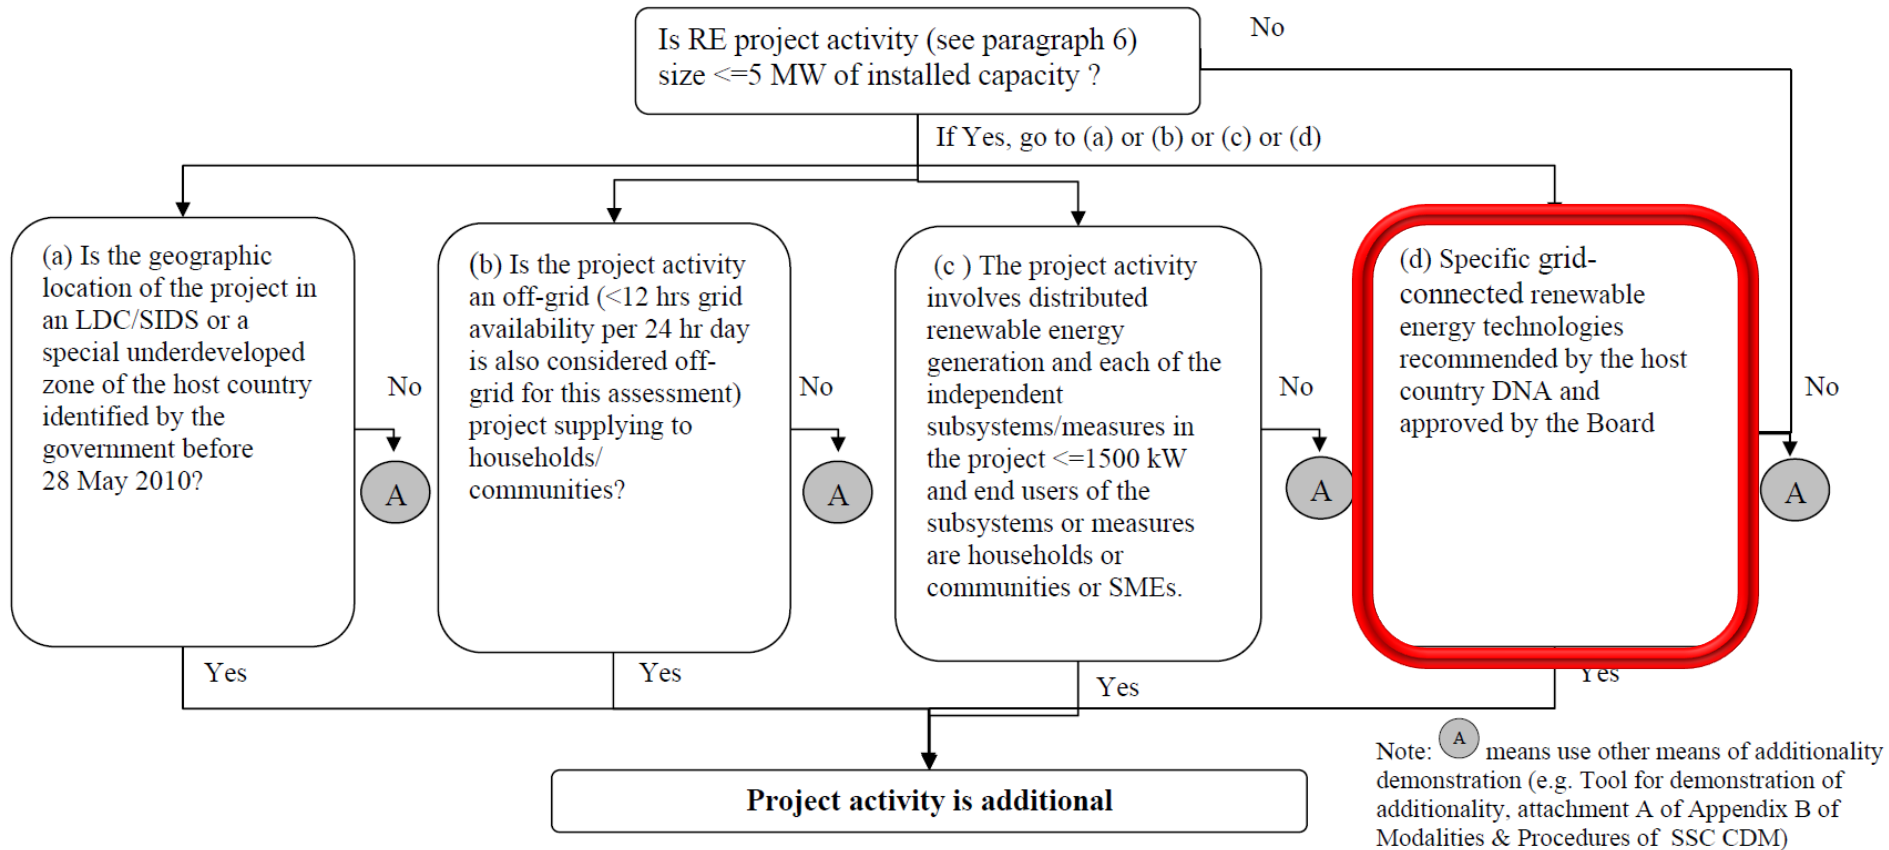 Is RE project activity (see paragraph 6)
size <=5 MW of installed capacity ?
No
If Yes, go to (a) or (b) or (c) or (d)
(a) Is the geographic
location of the project in
an LDC/SIDS or a
special underdeveloped
zone of the host country
identified by the
government before
28 May 2010?
No
A
Yes
(b) Is the project activity
an off-grid (<12 hrs grid
availability per 24 hr day
is also considered off-
grid for this assessment)
project supplying to
households/
communities?
No
A
Yes
(c ) The project activity
involves distributed
renewable energy
generation and each of the
independent
subsystems/measures in
the project <=1500 kW
and end users of the
subsystems or measures
are households or
communities or SMEs.
No
A
Yes
(d) Specific grid-
connected renewable
energy technologies
recommended by the host
country DNA and
approved by the Board
No
A
Yes
Project activity is additional
Note: A means use other means of additionality
demonstration (e.g. Tool for demonstration of
additionality, attachment A of Appendix B of
Modalities & Procedures of SSC CDM)